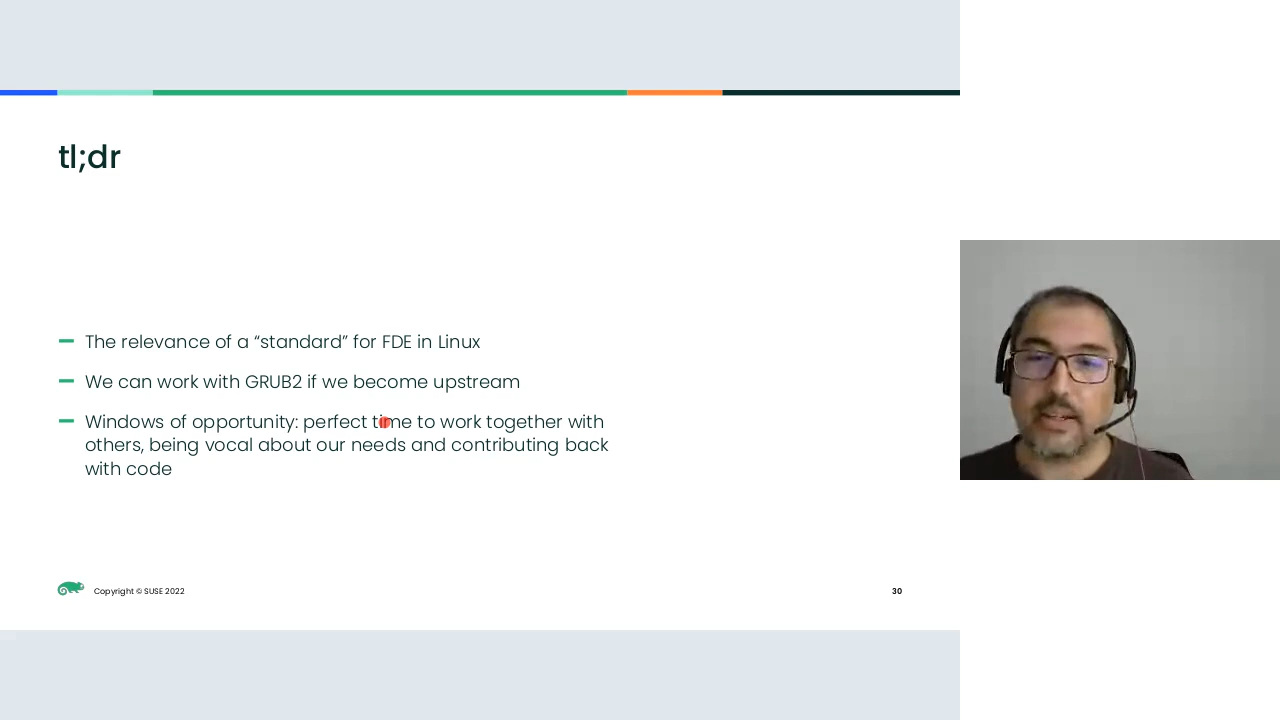 tl;dr
The relevance of a “standard” for FDE in Linux
We can work with GRUB2 if we become upstream
Windows of opportunity: perfect time to work together with
others, being vocal about our needs and contributing back
with code
Copyright © SUSE 2022
30